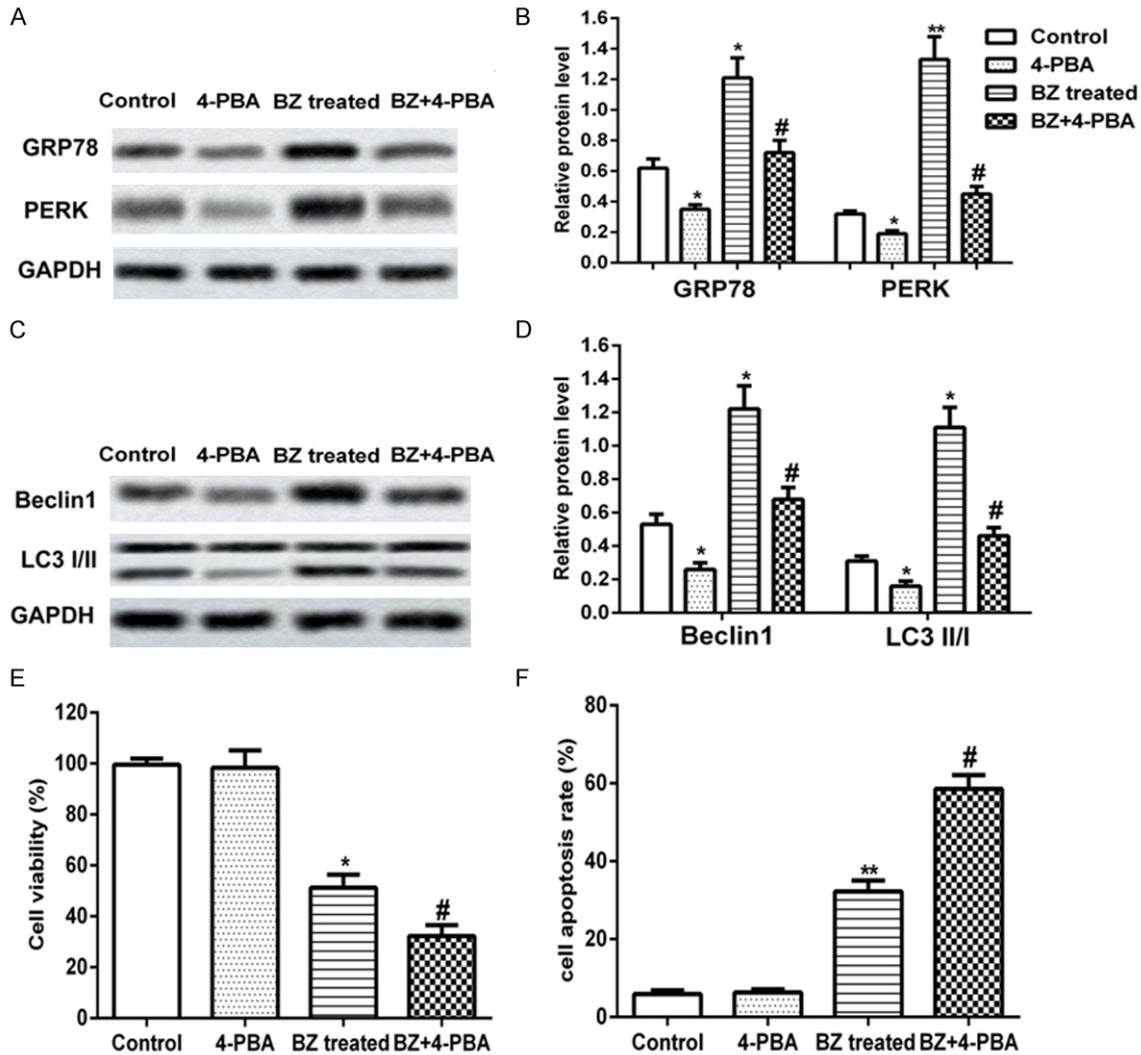 A
Control 4-PBA BZ treated BZ+4-PBA
GRP78
PERK
GAPDH
B
Relative protein level
1.6
1.4
1.2
1.0
0.8
0.6
0.4
0.2
0.0
* * # * ** #
GRP78 PERK
Control
4-PBA
BZ treated
BZ+4-PBA
C
Control 4-PBA BZ treated BZ+4-PBA
Beclin1
LC3 I/II
GAPDH
D
Relative protein level
1.6
1.4
1.2
1.0
0.8
0.6
0.4
0.2
0.0
* * # * * #
Beclin1 LC3 II/I
E
Cell viability (%)
120
100
80
60
40
20
0
* #
Control 4-PBA BZ treated BZ+4-PBA
F
cell apoptosis rate (%)
80
60
40
20
0
** #
Control 4-PBA BZ treated BZ+4-PBA